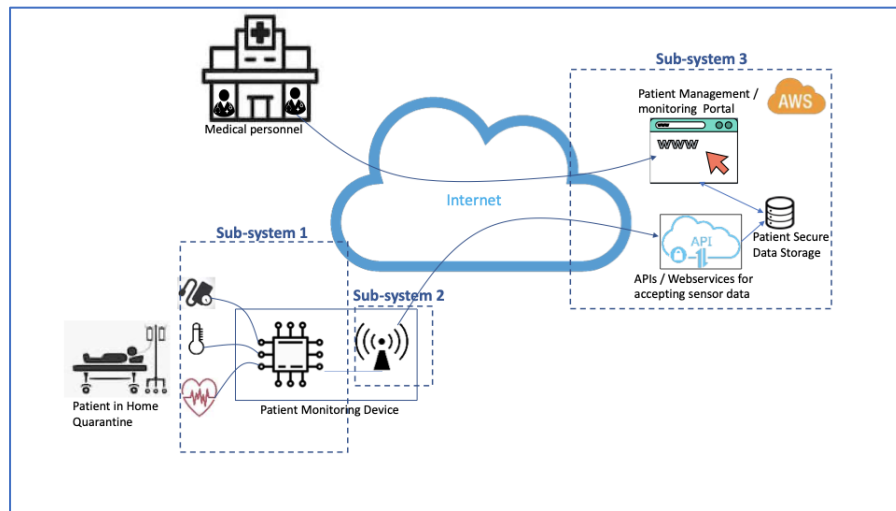 Sub-system 3
Patient Management /
monitoring Portal
AWS
www
www
Medical personnel
Internet
API
Patient Secure
Data Storage
APIs / Webservices for
accepting sensor data
Sub-system 1
Sub-system 2
Patient in Home
Quarantine
Patient Monitoring Device